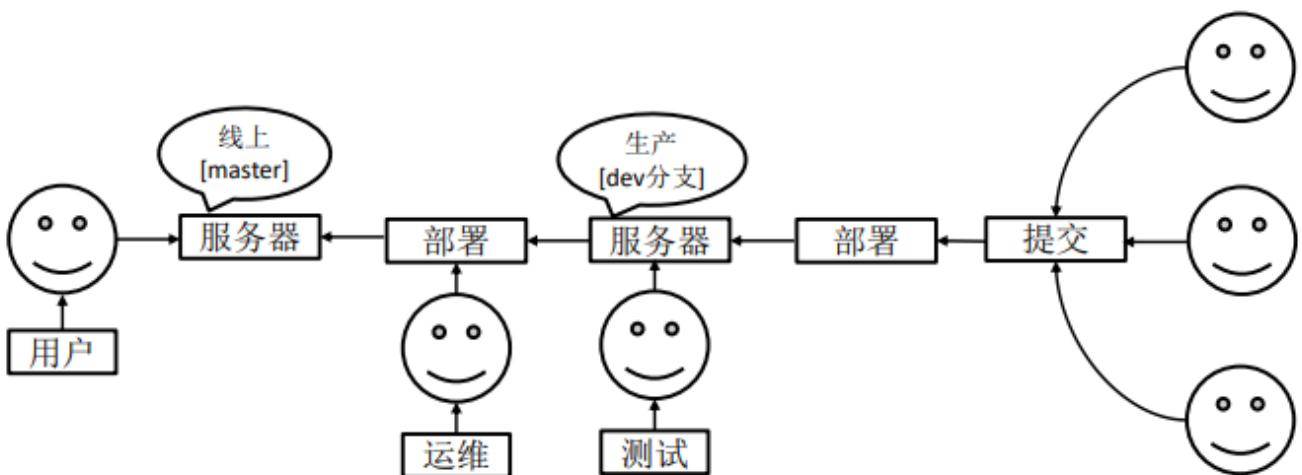 线上
[master]
生产
[dev分支]
服务器
部署
服务器
部署
提交
用户
运维
测试